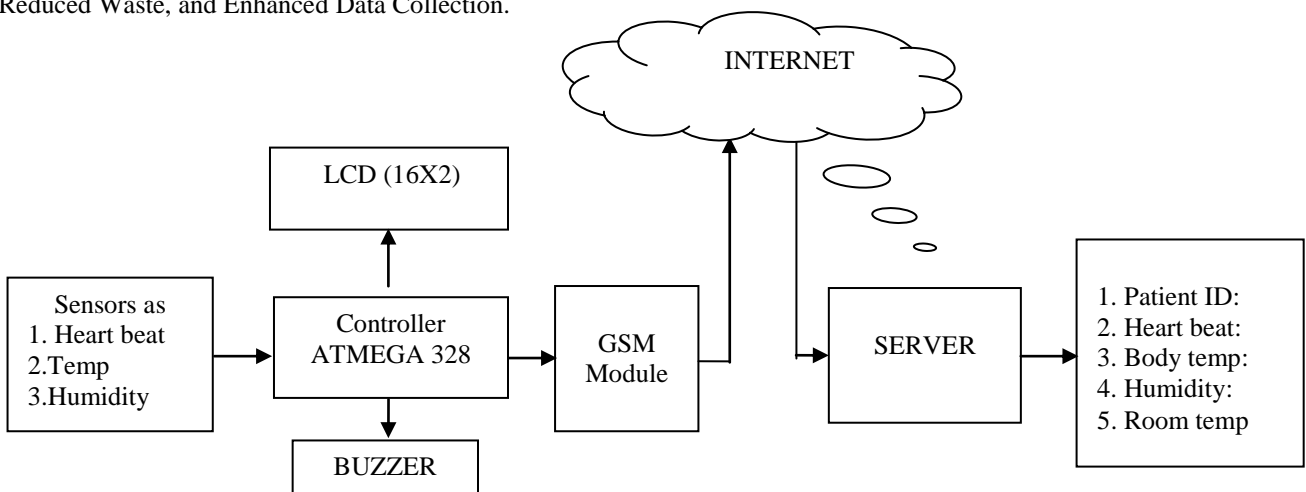 Reduced Waste, and Enhanced Data Collection.
INTERNET
LCD (16X2)
Sensors as
1. Heart beat
2.Temp
3.Humidity
Controller
ATMEGA 328
BUZZER
GSM
Module
SERVER
1. Patient ID:
2. Heart beat:
3. Body temp:
4. Humidity:
5. Room temp